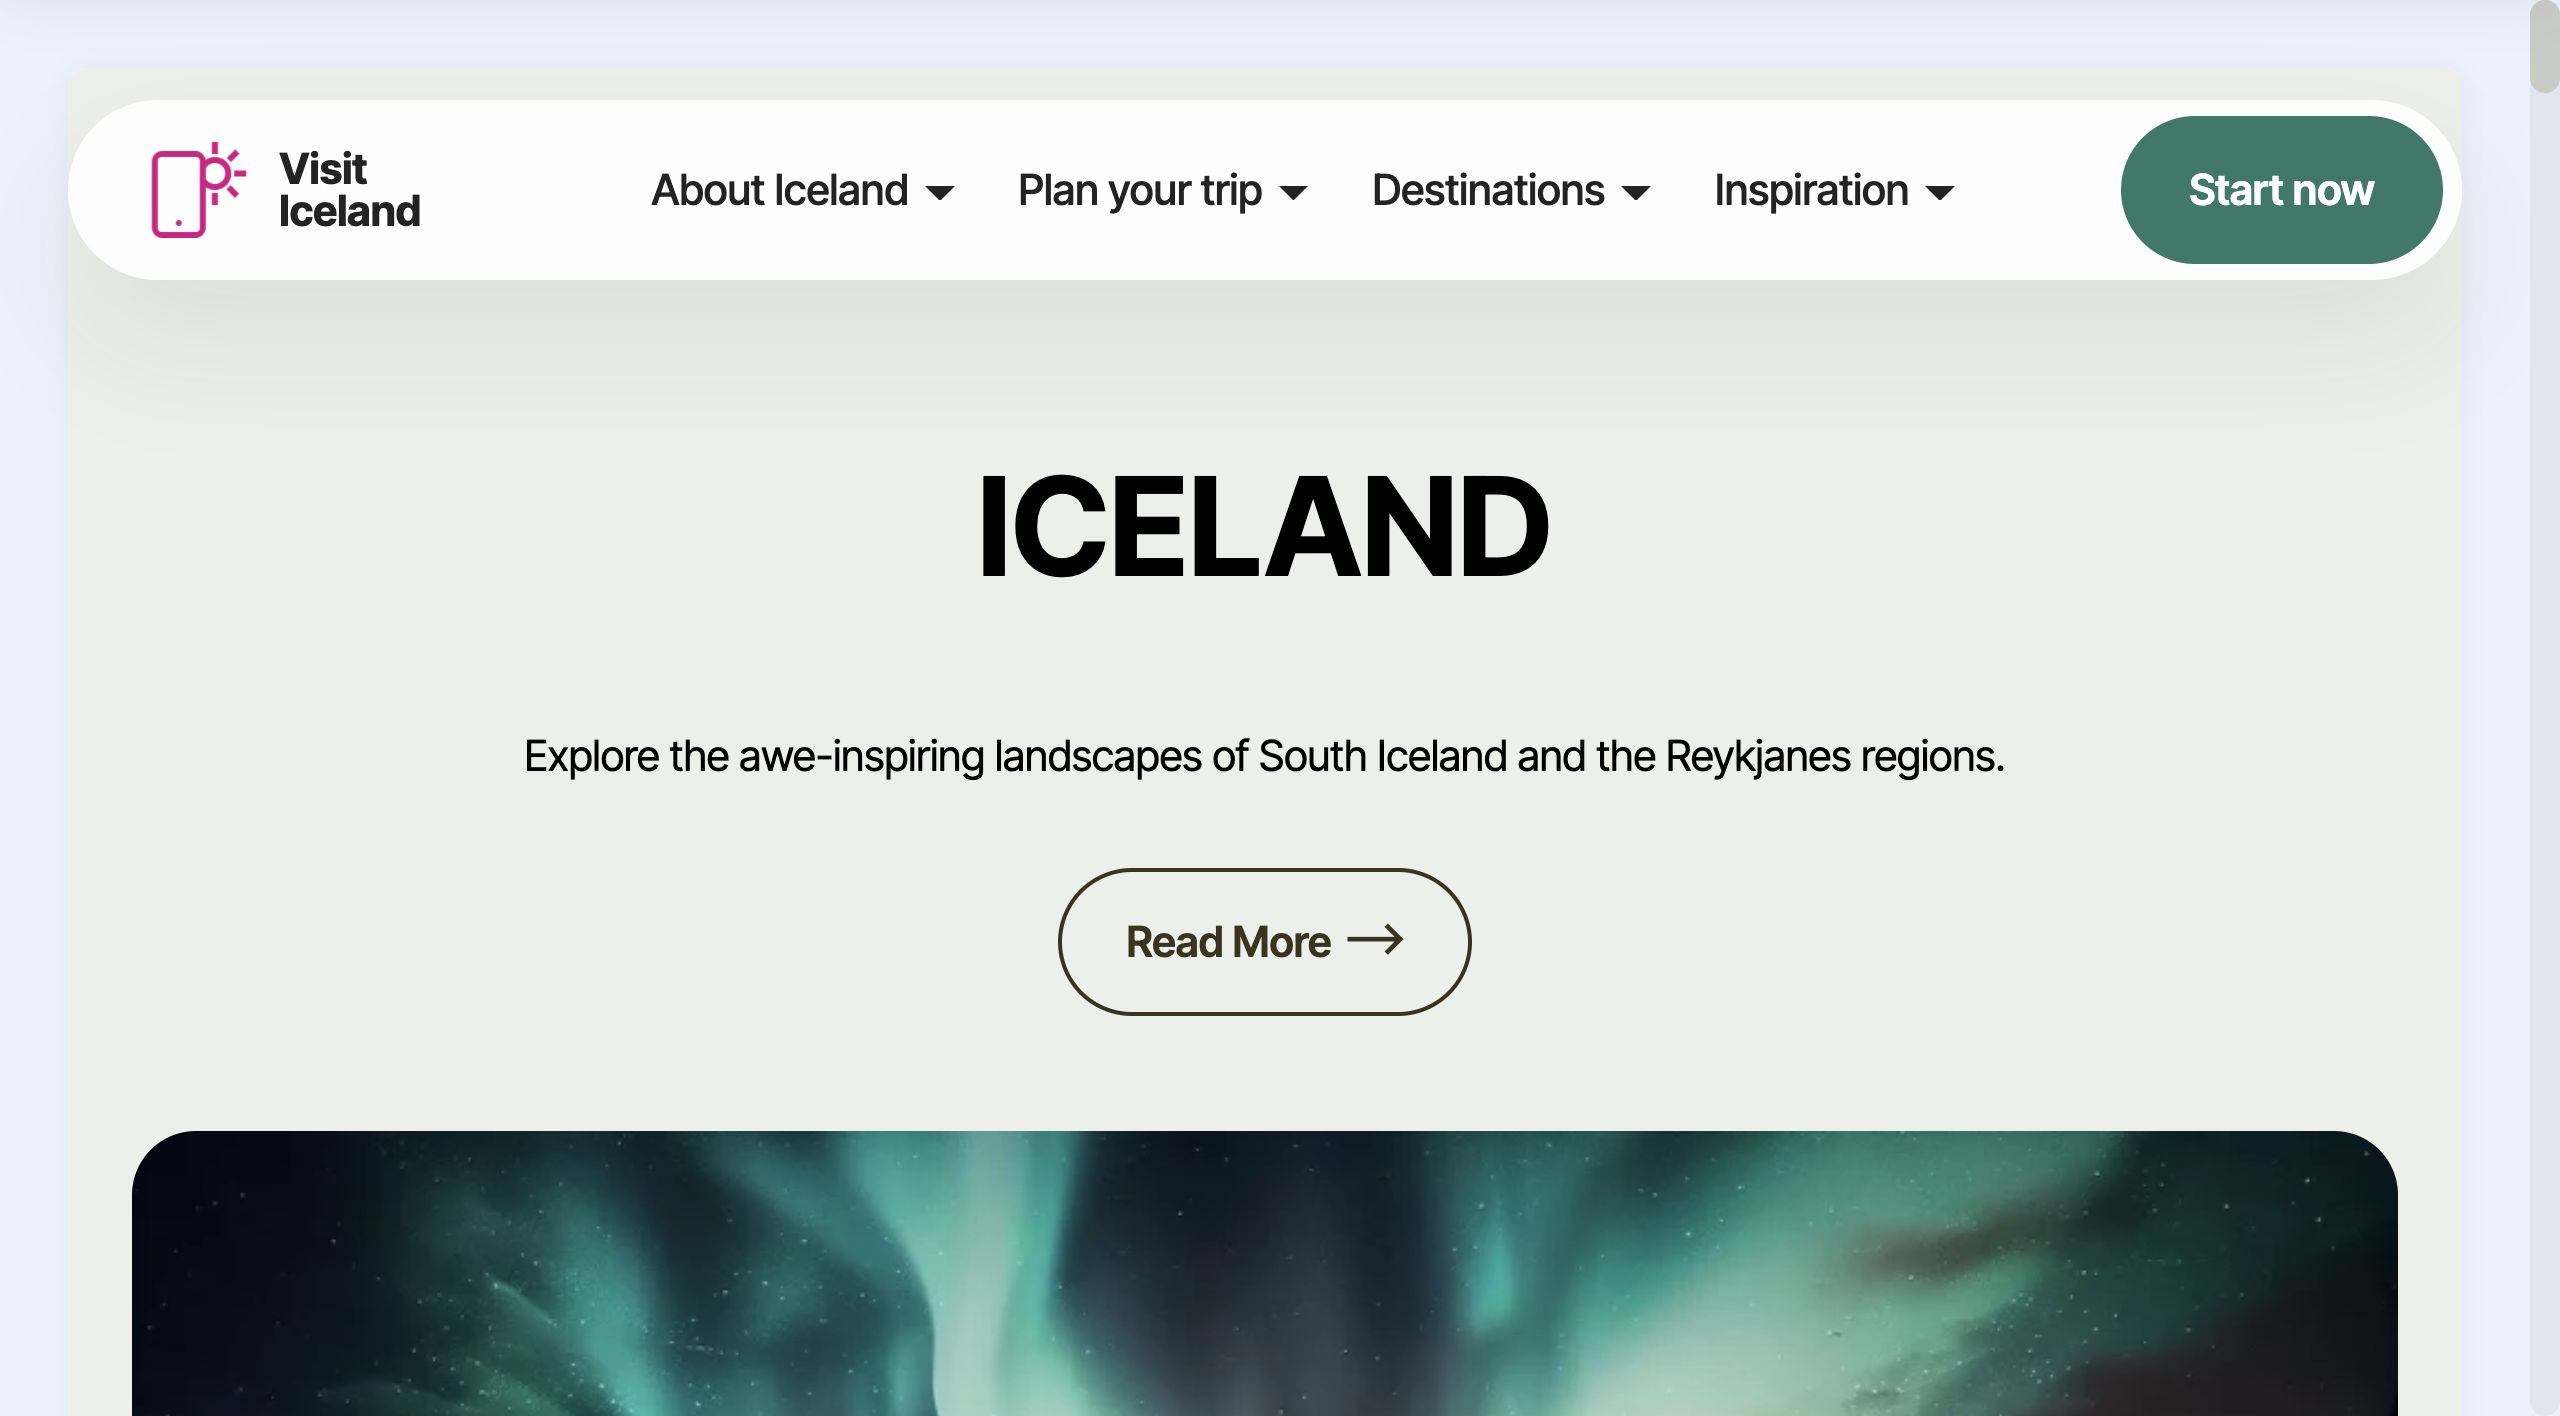 Visit
Iceland
About Iceland
Plan your trip
Destinations
Inspiration
Start now
ICELAND
Explore the awe-inspiring landscapes of South Iceland and the Reykjanes regions.
Read More